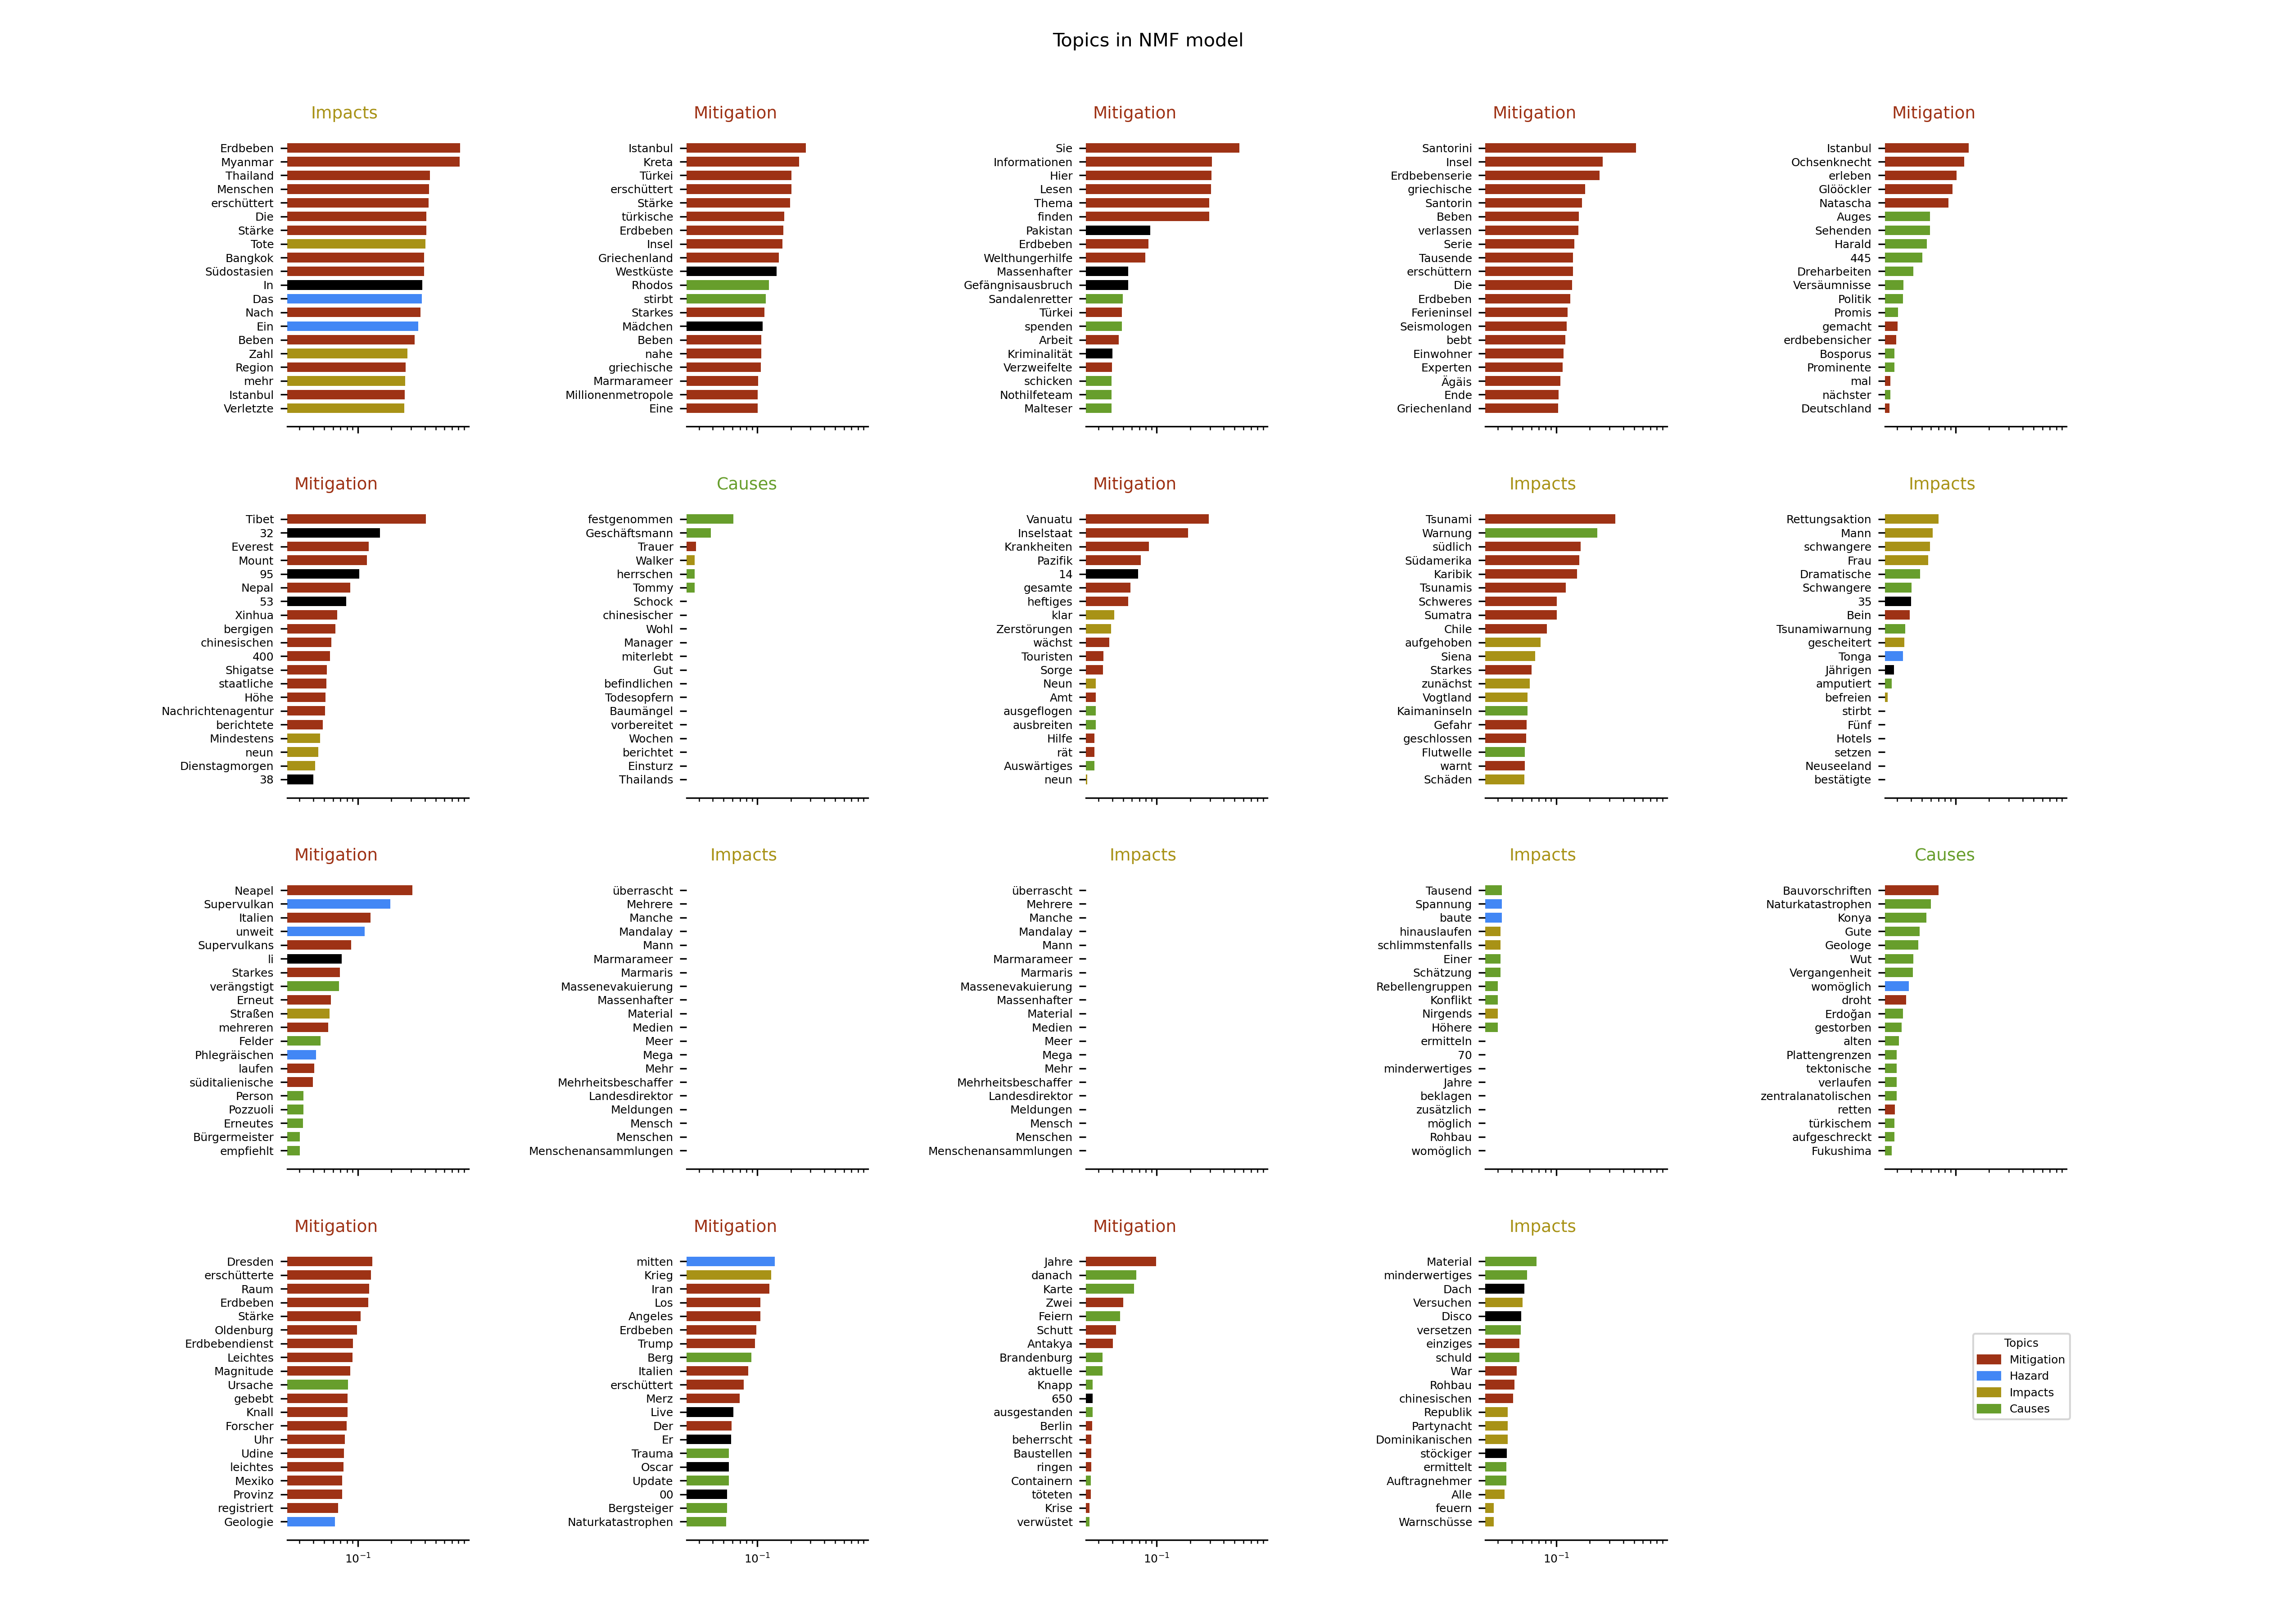 Topics in NMF model
Impacts
Erdbeben
Myanmar
Thailand
Menschen
erschüttert
Die
Stärke
Tote
Bangkok
Südostasien
In
Das
Nach
Ein
Beben
Zahl
Region
mehr
Istanbul
Verletzte
Mitigation
Istanbul
Kreta
Türkei
erschüttert
Stärke
türkische
Erdbeben
Insel
Griechenland
Westküste
Rhodos
stirbt
Starkes
Mädchen
Beben
nahe
griechische
Marmarameer
Millionenmetropole
Eine
Mitigation
Sie
Informationen
Hier
Lesen
Thema
finden
Pakistan
Erdbeben
Welthungerhilfe
Massenhafter
Gefängnisausbruch
Sandalenretter
Türkei
spenden
Arbeit
Kriminalität
Verzweifelte
schicken
Nothilfeteam
Malteser
Mitigation
Santorini
Insel
Erdbebenserie
griechische
Santorin
Beben
verlassen
Serie
Tausende
erschüttern
Die
Erdbeben
Ferieninsel
Seismologen
bebt
Einwohner
Experten
Ägäis
Ende
Griechenland
Mitigation
Istanbul
Ochsenknecht
erleben
Glööckler
Natascha
Auges
Sehenden
Harald
445
Dreharbeiten
Versäumnisse
Politik
Promis
gemacht
erdbebensicher
Bosporus
Prominente
mal
nächster
Deutschland
Mitigation
Tibet
32
Everest
Mount
95
Nepal
53
Xinhua
bergigen
chinesischen
400
Shigatse
staatliche
Höhe
Nachrichtenagentur
berichtete
Mindestens
neun
Dienstagmorgen
38
Causes
festgenommen
Geschäftsmann
Trauer
Walker
herrschen
Tommy
Schock
chinesischer
Wohl
Manager
miterlebt
Gut
befindlichen
Todesopfern
Baumängel
vorbereitet
Wochen
berichtet
Einsturz
Thailands
Mitigation
Vanuatu
Inselstaat
Krankheiten
Pazifik
14
gesamte
heftiges
klar
Zerstörungen
wächst
Touristen
Sorge
Neun
Amt
ausgeflogen
ausbreiten
Hilfe
rät
Auswärtiges
neun
Impacts
Tsunami
Warnung
südlich
Südamerika
Karibik
Tsunamis
Schweres
Sumatra
Chile
aufgehoben
Siena
Starkes
zunächst
Vogtland
Kaimaninseln
Gefahr
geschlossen
Flutwelle
warnt
Schäden
Impacts
Rettungsaktion
Mann
schwangere
Frau
Dramatische
Schwangere
35
Bein
Tsunamiwarnung
gescheitert
Tonga
Jährigen
amputiert
befreien
stirbt
Fünf
Hotels
setzen
Neuseeland
bestätigte
Mitigation
Neapel
Supervulkan
Italien
unweit
Supervulkans
li
Starkes
verängstigt
Erneut
Straßen
mehreren
Felder
Phlegräischen
laufen
süditalienische
Person
Pozzuoli
Erneutes
Bürgermeister
empfiehlt
Impacts
überrascht
Mehrere
Manche
Mandalay
Mann
Marmarameer
Marmaris
Massenevakuierung
Massenhafter
Material
Medien
Meer
Mega
Mehr
Mehrheitsbeschaffer
Landesdirektor
Meldungen
Mensch
Menschen
Menschenansammlungen
Impacts
überrascht
Mehrere
Manche
Mandalay
Mann
Marmarameer
Marmaris
Massenevakuierung
Massenhafter
Material
Medien
Meer
Mega
Mehr
Mehrheitsbeschaffer
Landesdirektor
Meldungen
Mensch
Menschen
Menschenansammlungen
Impacts
Tausend
Spannung
baute
hinauslaufen
schlimmstenfalls
Einer
Schätzung
Rebellengruppen
Konflikt
Nirgends
Höhere
ermitteln
70
minderwertiges
Jahre
beklagen
zusätzlich
möglich
Rohbau
womöglich
Causes
Bauvorschriften
Naturkatastrophen
Konya
Gute
Geologe
Wut
Vergangenheit
womöglich
droht
Erdoğan
gestorben
alten
Plattengrenzen
tektonische
verlaufen
zentralanatolischen
retten
türkischem
aufgeschreckt
Fukushima
Mitigation
Dresden
erschütterte
Raum
Erdbeben
Stärke
Oldenburg
Erdbebendienst
Leichtes
Magnitude
Ursache
gebebt
Knall
Forscher
Uhr
Udine
leichtes
Mexiko
Provinz
registriert
Geologie
10⁻¹
Mitigation
mitten
Krieg
Iran
Los
Angeles
Erdbeben
Trump
Berg
Italien
erschüttert
Merz
Live
Der
Er
Trauma
Oscar
Update
00
Bergsteiger
Naturkatastrophen
10⁻¹
Mitigation
Jahre
danach
Karte
Zwei
Feiern
Schutt
Antakya
Brandenburg
aktuelle
Knapp
650
ausgestanden
Berlin
beherrscht
Baustellen
ringen
Containern
töteten
Krise
verwüstet
10⁻¹
Impacts
Material
minderwertiges
Dach
Versuchen
Disco
versetzen
einziges
schuld
War
Rohbau
chinesischen
Republik
Partynacht
Dominikanischen
stöckiger
ermittelt
Auftragnehmer
Alle
feuern
Warnschüsse
10⁻¹
Topics
Mitigation
Hazard
Impacts
Causes